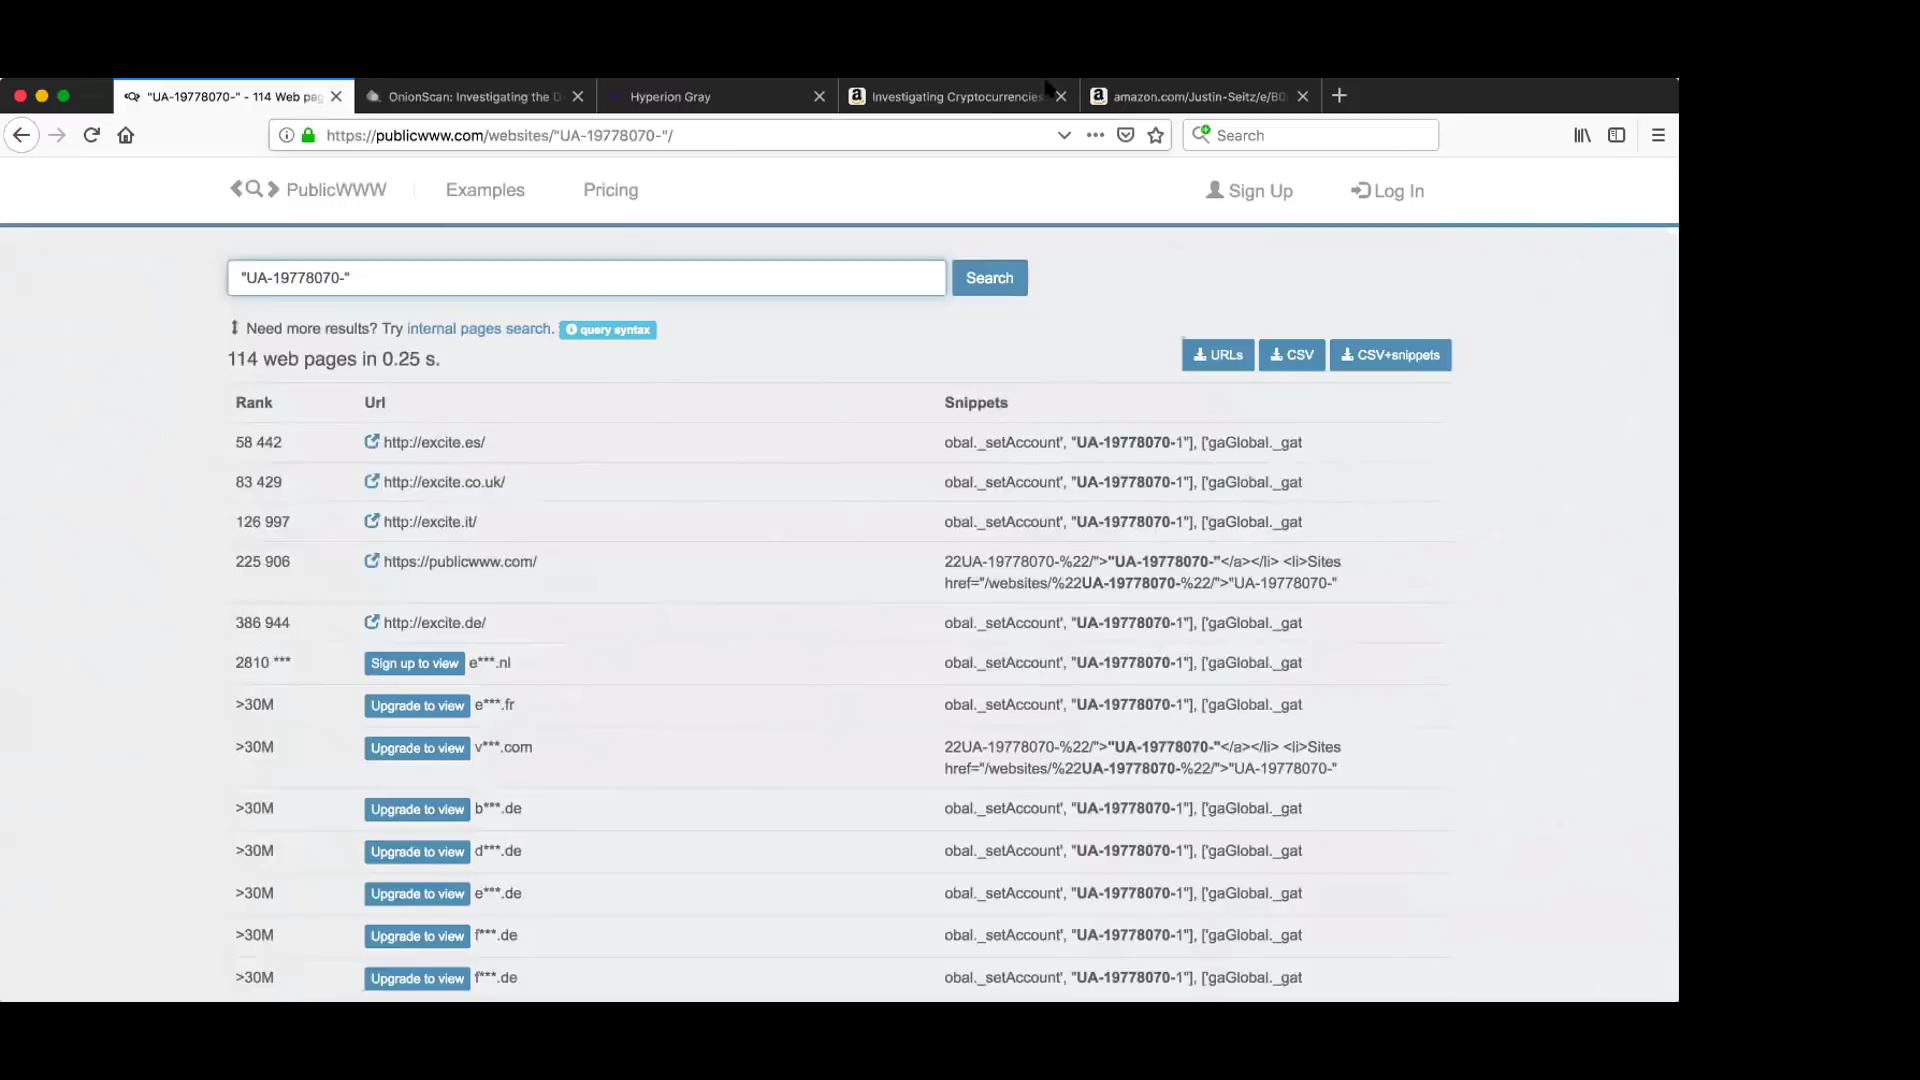 "UA-19778070-" - 114 Web pag
OnionScan: Investigating the D
Hyperion Gray
Investigating Cryptocurrencies
amazon.com/Justin-Seitz/e/B0
https://publicwww.com/websites/"UA-19778070-"/
Search
PublicWWW
Examples
Pricing
Sign Up
Log In
"UA-19778070-"
Search
Need more results? Try internal pages search. query syntax
114 web pages in 0.25 s.
URLs
CSV
CSV+snippets
Rank Url Snippets
58 442 http://excite.es/ obal._setAccount', "UA-19778070-1"], ['gaGlobal._gat
83 429 http://excite.co.uk/ obal._setAccount', "UA-19778070-1"], ['gaGlobal._gat
126 997 http://excite.it/ obal._setAccount', "UA-19778070-1"], ['gaGlobal._gat
225 906 https://publicwww.com/ 22UA-19778070-%22/">"UA-19778070-"</a></li> <li>Sites
href="/websites/%22UA-19778070-%22/">"UA-19778070-"
386 944 http://excite.de/ obal._setAccount', "UA-19778070-1"], ['gaGlobal._gat
2810 *** Sign up to view e***.nl obal._setAccount', "UA-19778070-1"], ['gaGlobal._gat
>30M Upgrade to view e***.fr obal._setAccount', "UA-19778070-1"], ['gaGlobal._gat
>30M Upgrade to view v***.com 22UA-19778070-%22/">"UA-19778070-"</a></li> <li>Sites
href="/websites/%22UA-19778070-%22/">"UA-19778070-"
>30M Upgrade to view b***.de obal._setAccount', "UA-19778070-1"], ['gaGlobal._gat
>30M Upgrade to view d***.de obal._setAccount', "UA-19778070-1"], ['gaGlobal._gat
>30M Upgrade to view e***.de obal._setAccount', "UA-19778070-1"], ['gaGlobal._gat
>30M Upgrade to view f***.de obal._setAccount', "UA-19778070-1"], ['gaGlobal._gat
>30M Upgrade to view f***.de obal._setAccount', "UA-19778070-1"], ['gaGlobal._gat